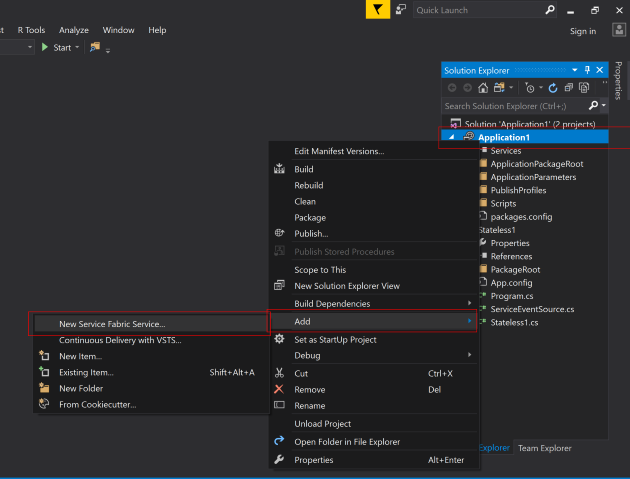 Quick Launch
st R Tools Analyze Window Help
Sign in
Start
Solution Explorer
Properties
Search Solution Explorer (Ctrl+;)
Solution 'Application1' (2 projects)
Application1
Services
ApplicationPackageRoot
ApplicationParameters
PublishProfiles
Scripts
packages.config
Stateless1
Properties
References
PackageRoot
App.config
Program.cs
ServiceEventSource.cs
Stateless1.cs
Explorer Team Explorer
Edit Manifest Versions...
Build
Rebuild
Clean
Package
Publish...
Publish Stored Procedures
Scope to This
New Solution Explorer View
Build Dependencies
Add
Set as StartUp Project
Debug
Cut Ctrl+X
Remove Del
Rename
Unload Project
Open Folder in File Explorer
Properties Alt+Enter
New Service Fabric Service...
Continuous Delivery with VSTS...
New Item...
Existing Item... Shift+Alt+A
New Folder
From Cookiecutter...